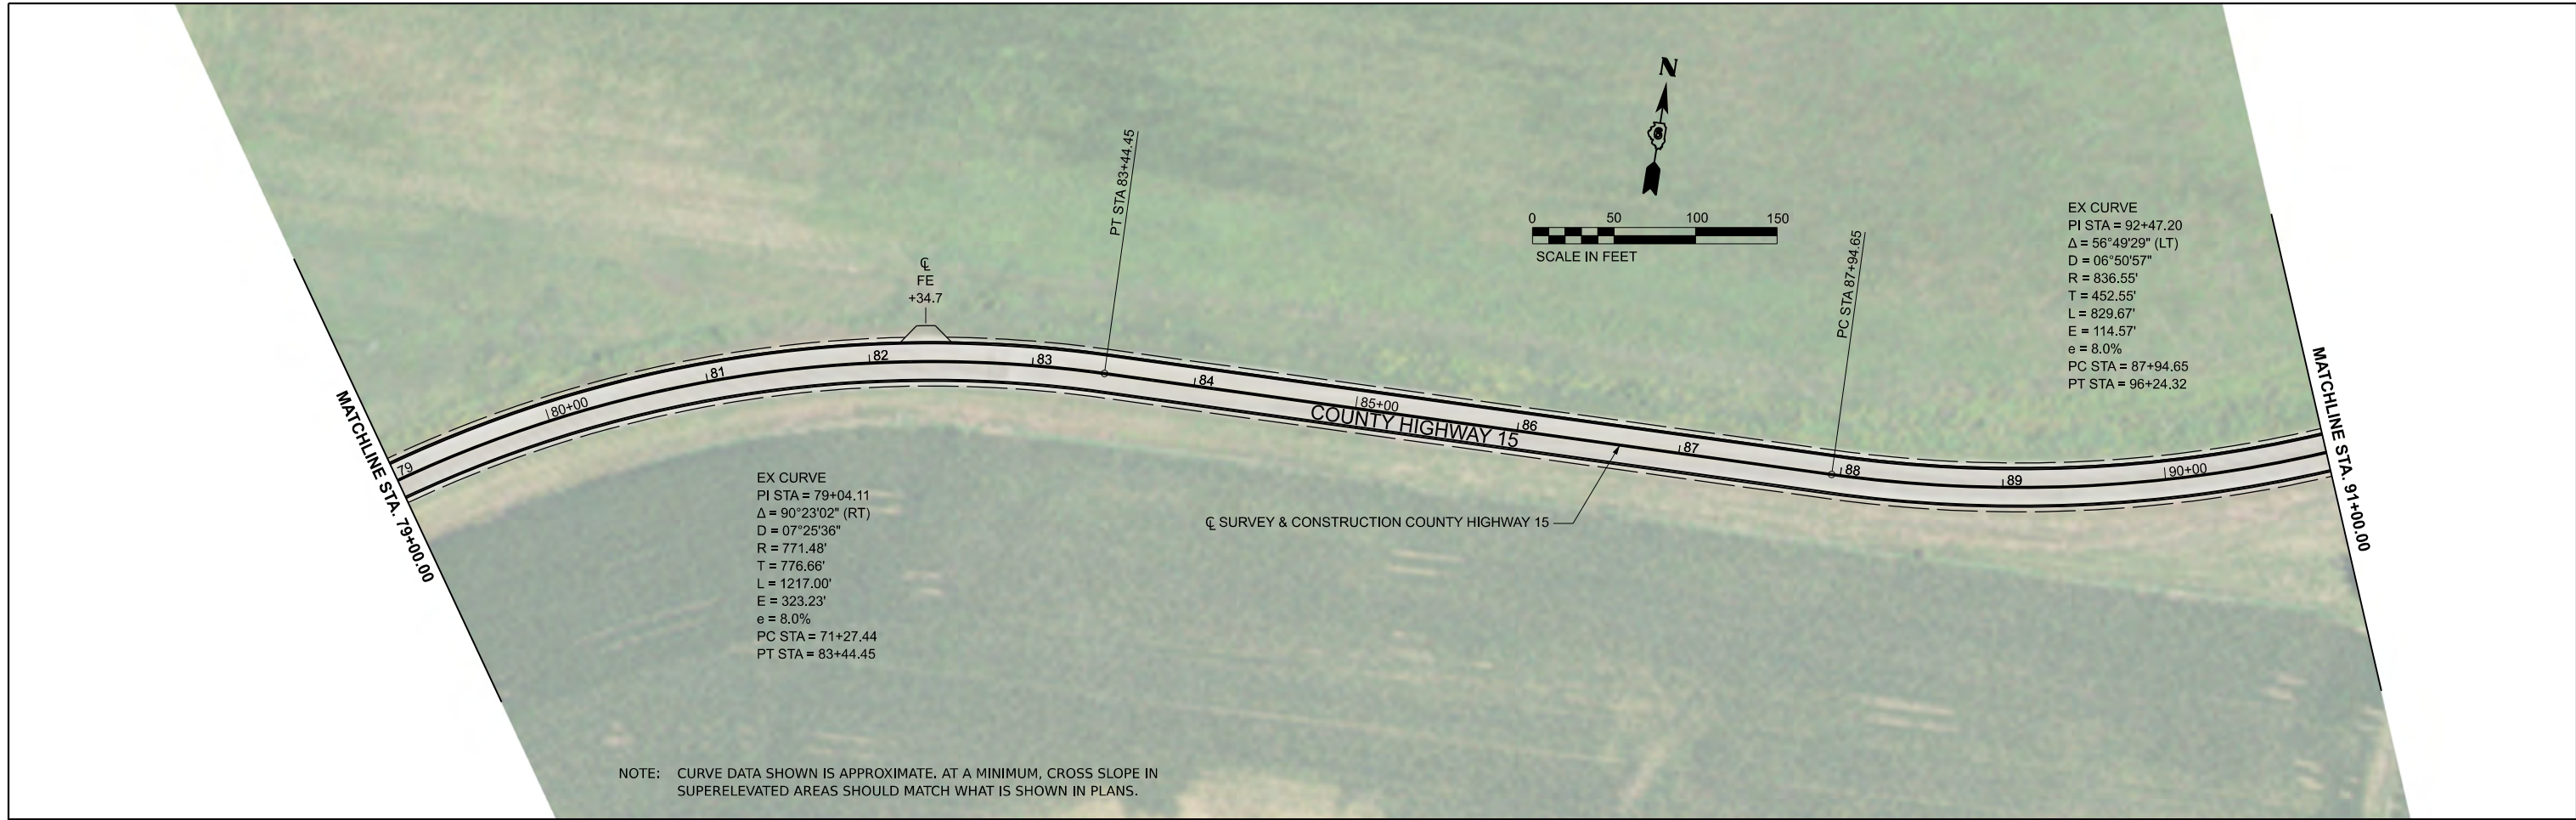 N
0 50 100 150
SCALE IN FEET
PT STA 83+44.45
PC STA 87+94.65
EX CURVE
PI STA = 92+47.20
Δ = 56°49'29" (LT)
D = 06°50'57"
R = 836.55'
T = 452.55'
L = 829.67'
E = 114.57'
e = 8.0%
PC STA = 87+94.65
PT STA = 96+24.32
℄
FE
+34.7
MATCHLINE STA. 79+00.00
79
80+00
81
82
83
84
85+00
86
87
88
89
90+00
COUNTY HIGHWAY 15
MATCHLINE STA. 91+00.00
℄ SURVEY & CONSTRUCTION COUNTY HIGHWAY 15
EX CURVE
PI STA = 79+04.11
Δ = 90°23'02" (RT)
D = 07°25'36"
R = 771.48'
T = 776.66'
L = 1217.00'
E = 323.23'
e = 8.0%
PC STA = 71+27.44
PT STA = 83+44.45
NOTE: CURVE DATA SHOWN IS APPROXIMATE. AT A MINIMUM, CROSS SLOPE IN
SUPERELEVATED AREAS SHOULD MATCH WHAT IS SHOWN IN PLANS.